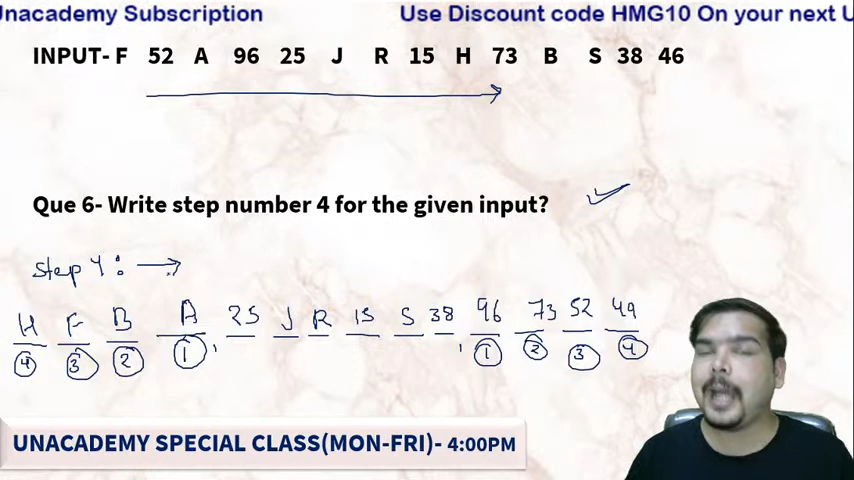 Unacademy Subscription Use Discount code HMG10 On your next U
INPUT- F 52 A 96 25 J R 15 H 73 B S 38 46
Que 6- Write step number 4 for the given input?
Step 4: →
H F B A, 25 J R 15 S 38, 96 73 52 49
4 3 2 1 1 2 3 4
UNACADEMY SPECIAL CLASS(MON-FRI)- 4:00PM